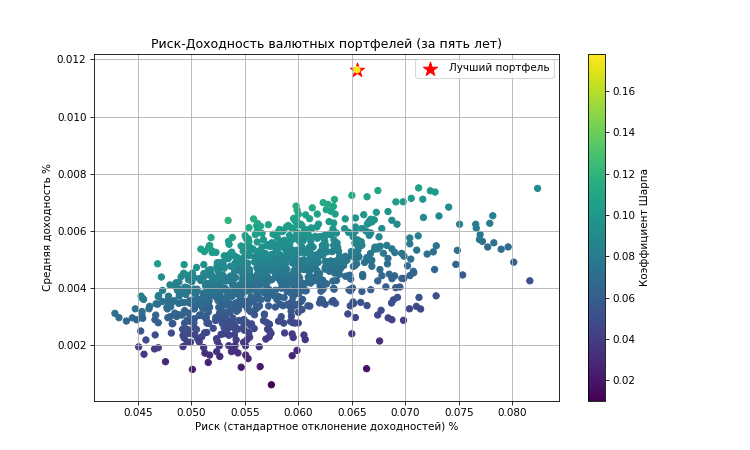 Риск-Доходность валютных портфелей (за пять лет)
Лучший портфель
Средняя доходность %
0.012
0.010
0.008
0.006
0.004
0.002
0.045 0.050 0.055 0.060 0.065 0.070 0.075 0.080
Риск (стандартное отклонение доходностей) %
0.16
0.14
0.12
0.10
0.08
0.06
0.04
0.02
Коэффициент Шарпа